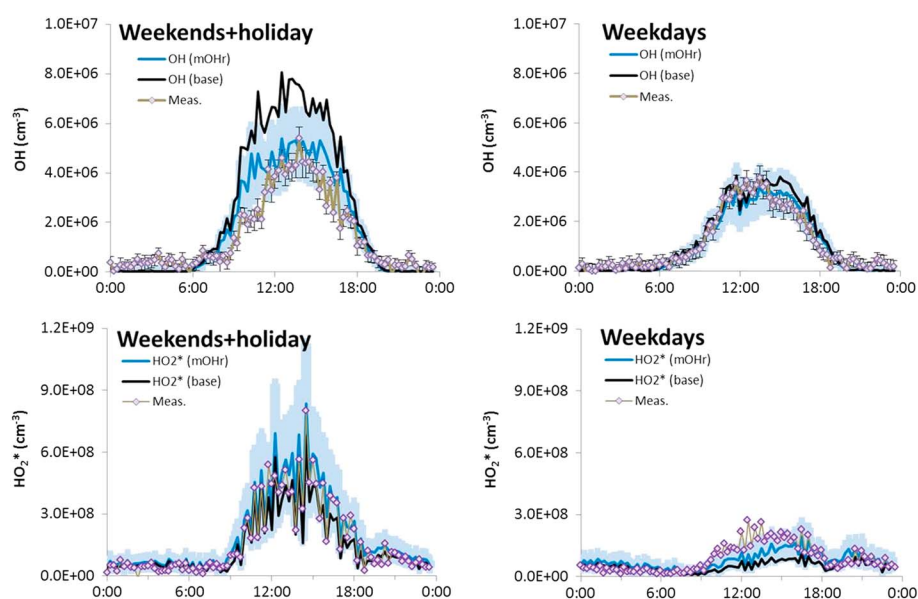 Weekends+holiday
OH (mOHr)
OH (base)
Meas.
OH (cm-3)
1.0E+07
8.0E+06
6.0E+06
4.0E+06
2.0E+06
0.0E+00
0:00 6:00 12:00 18:00 0:00
Weekdays
OH (mOHr)
OH (base)
Meas.
OH (cm-3)
1.0E+07
8.0E+06
6.0E+06
4.0E+06
2.0E+06
0.0E+00
0:00 6:00 12:00 18:00 0:00
Weekends+holiday
HO2* (mOHr)
HO2* (base)
Meas.
HO2* (cm-3)
1.2E+09
9.0E+08
6.0E+08
3.0E+08
0.0E+00
0:00 6:00 12:00 18:00 0:00
Weekdays
HO2* (mOHr)
HO2* (base)
Meas.
HO2* (cm-3)
1.2E+09
9.0E+08
6.0E+08
3.0E+08
0.0E+00
0:00 6:00 12:00 18:00 0:00